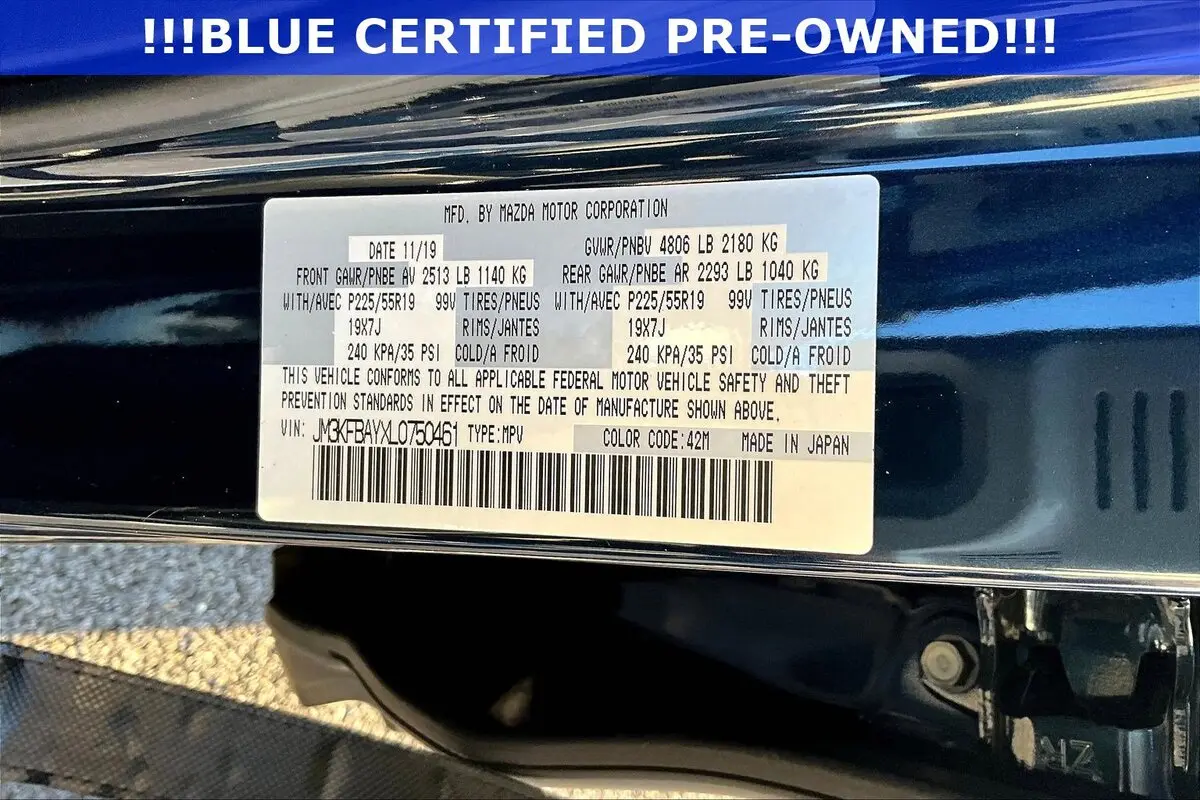 !!!BLUE CERTIFIED PRE-OWNED!!!
MFD. BY MAZDA MOTOR CORPORATION
DATE 11/19 GVWR/PNBV 4806 LB 2180 KG
FRONT GAWR/PNBE AV 2513 LB 1140 KG REAR GAWR/PNBE AR 2293 LB 1040 KG
WITH/AVEC P225/55R19 99V TIRES/PNEUS WITH/AVEC P225/55R19 99V TIRES/PNEUS
19X7J RIMS/JANTES 19X7J RIMS/JANTES
240 KPA/35 PSI COLD/A FROID 240 KPA/35 PSI COLD/A FROID
THIS VEHICLE CONFORMS TO ALL APPLICABLE FEDERAL MOTOR VEHICLE SAFETY AND THEFT
PREVENTION STANDARDS IN EFFECT ON THE DATE OF MANUFACTURE SHOWN ABOVE.
VIN: JM3KFBAYXL0750461 TYPE:MPV COLOR CODE:42M MADE IN JAPAN